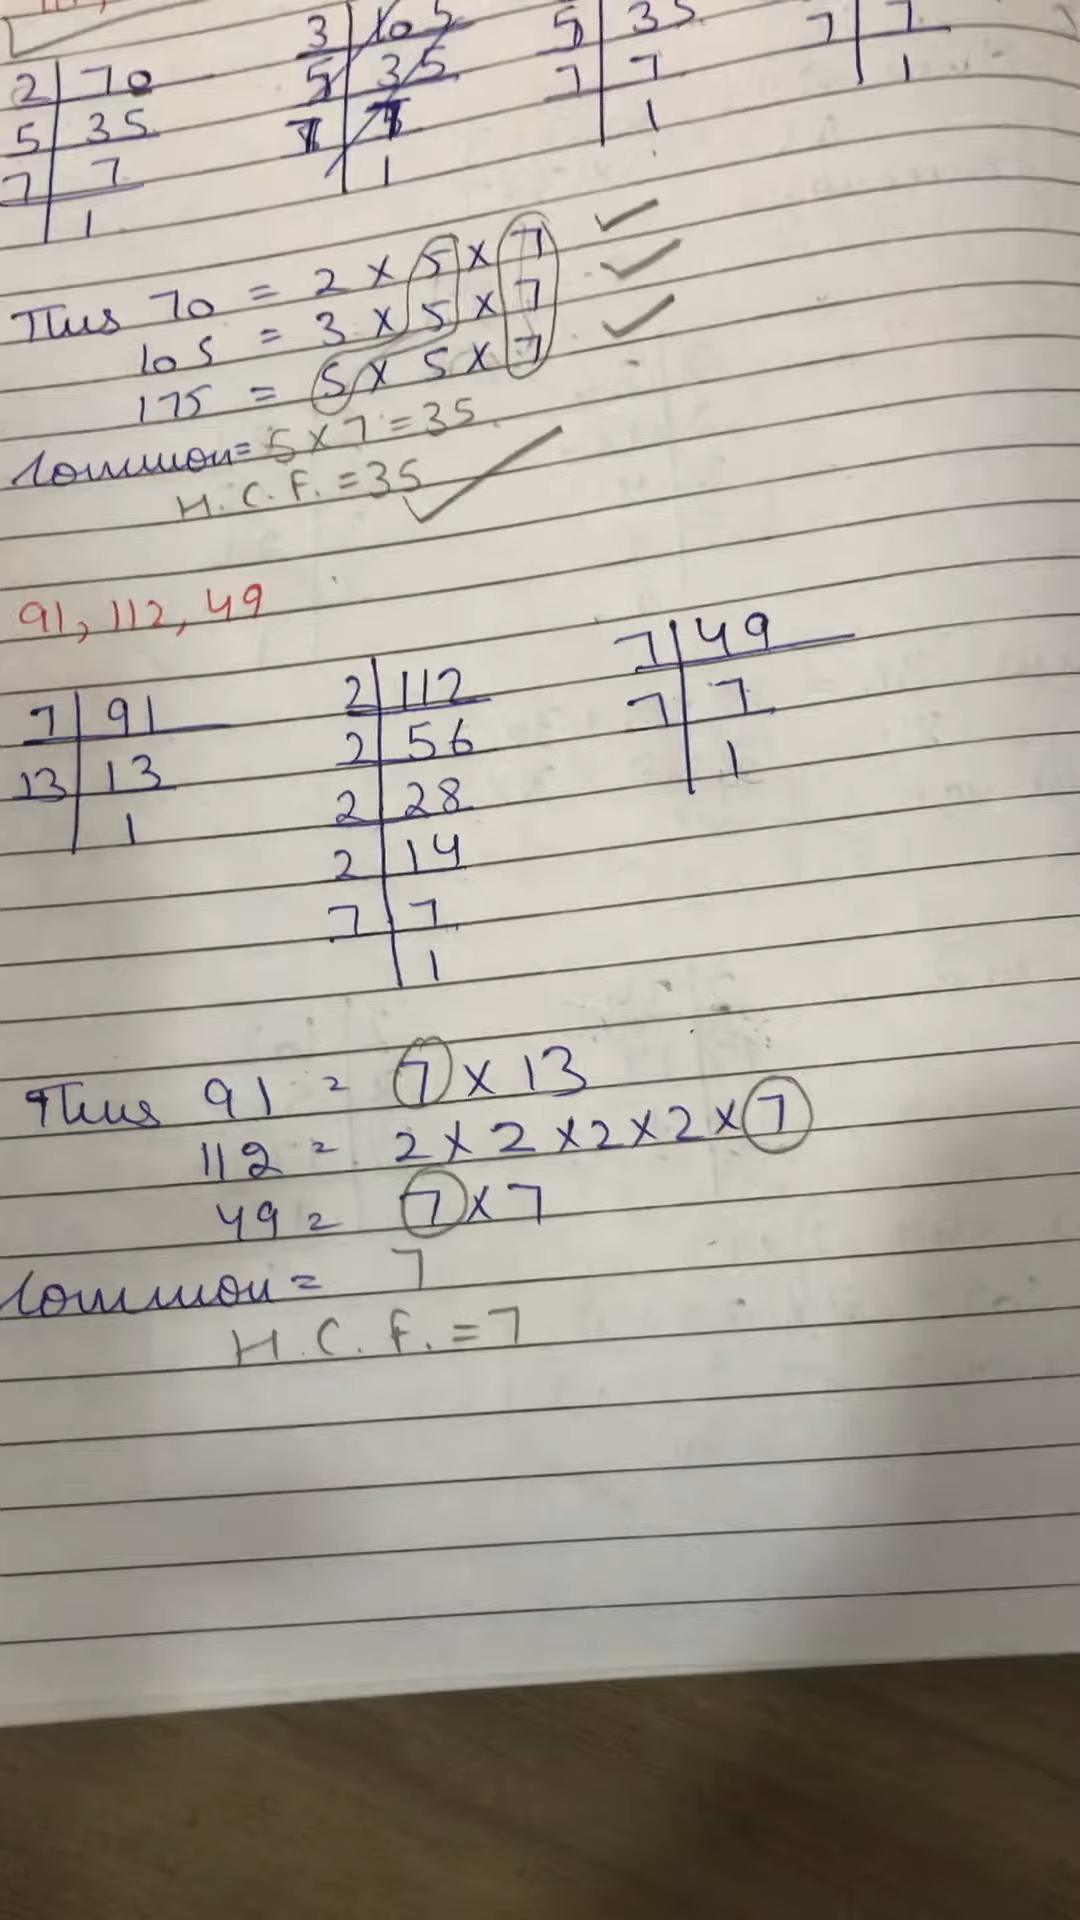 3 | 105 5 | 35 7 | 7
2 | 70 5 | 35 7 | 7 1
5 | 35 7 | 7 1
7 | 7 1
1
Thus 70 = 2 × 5 × 7
105 = 3 × 5 × 7
175 = 5 × 5 × 7
Common = 5 × 7 = 35
H.C.F. = 35
91, 112, 49
7 | 91 2 | 112 7 | 49
13 | 13 2 | 56 7 | 7
1 2 | 28 1
2 | 14
7 | 7
1
Thus 91 = 7 × 13
112 = 2 × 2 × 2 × 2 × 7
49 = 7 × 7
Common = 7
H.C.F. = 7